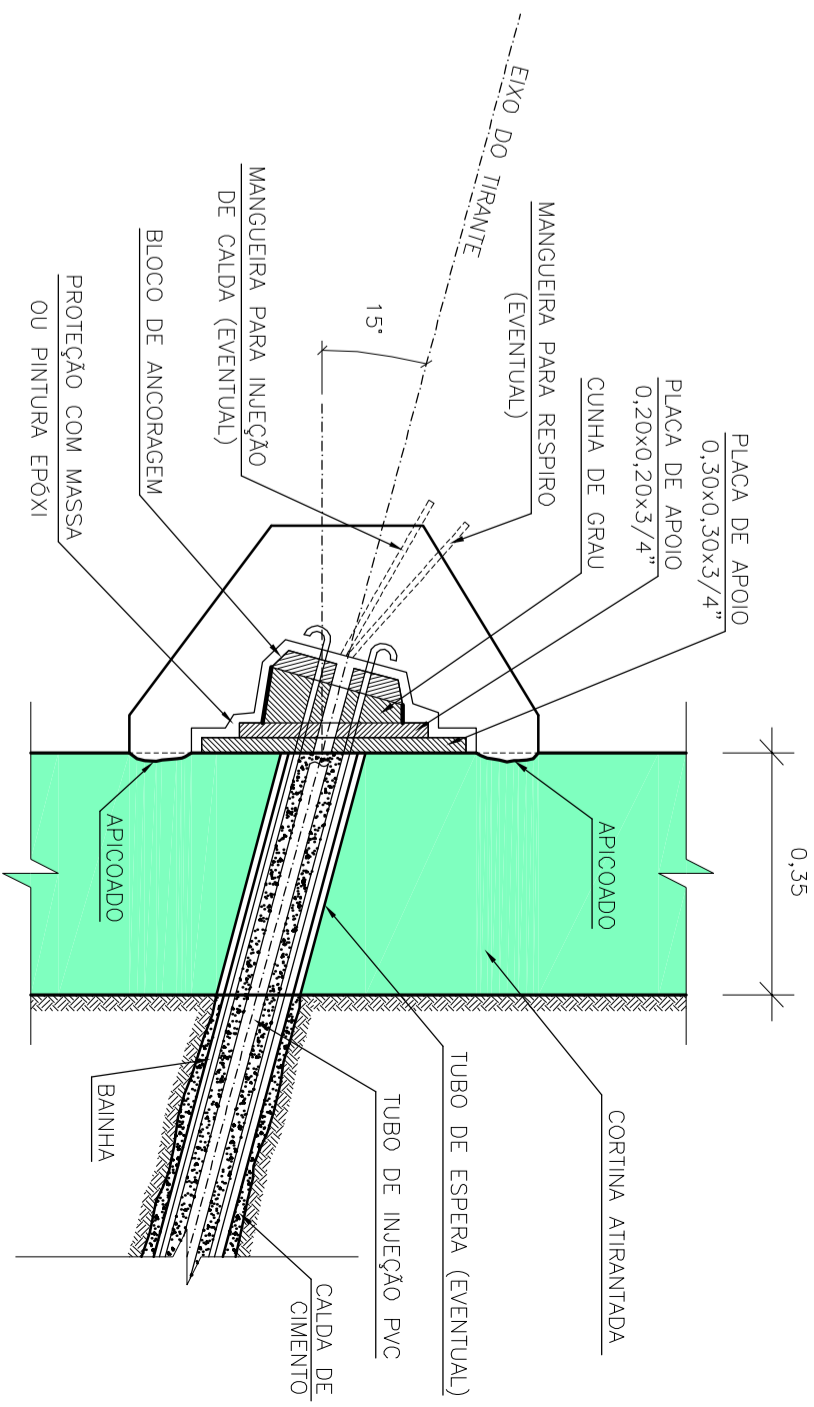 EIXO DO TIRANTE
MANGUEIRA PARA INJEÇÃO
DE CALDA (EVENTUAL)
BLOCO DE ANCORAGEM
PROTEÇÃO COM MASSA
OU PINTURA EPÓXI
15°
MANGUEIRA PARA RESPIRO
(EVENTUAL)
CUNHA DE GRAU
PLACA DE APOIO
0,20x0,20x3/4"
PLACA DE APOIO
0,30x0,30x3/4"
APICOADO
APICOADO
0,35
CORTINA ATIRANTADA
TUBO DE ESPERA (EVENTUAL)
TUBO DE INJEÇÃO PVC
BAINHA
CALDA DE
CIMENTO